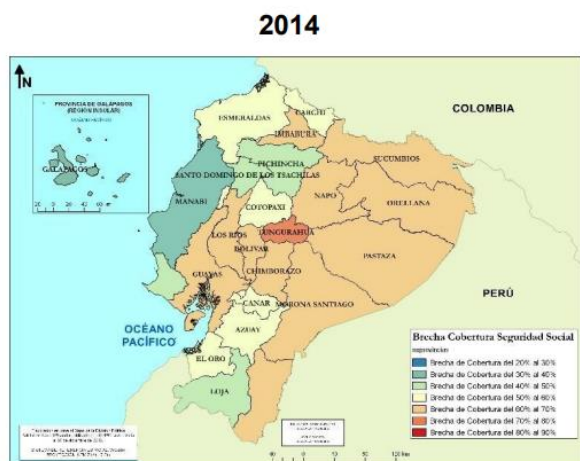 2014
N
PROVINCIA DE GALÁPAGOS
(REGIÓN INSULAR)
GALÁPAGOS
COLOMBIA
ESMERALDAS
CARCHI
IMBABURA
SUCUMBIOS
PICHINCHA
SANTO DOMINGO DE LOS TSACHILAS
NAPO
ORELLANA
MANABI
COTOPAXI
TUNGURAHUA
LOS RIOS
BOLIVAR
PASTAZA
GUAYAS
CHIMBORAZO
PERÚ
MORONA SANTIAGO
CAÑAR
OCÉANO
PACÍFICO
AZUAY
EL ORO
LOJA
Brecha Cobertura Seguridad Social
Brecha de Cobertura del 20% al 30%
Brecha de Cobertura del 30% al 40%
Brecha de Cobertura del 40% al 50%
Brecha de Cobertura del 50% al 60%
Brecha de Cobertura del 60% al 70%
Brecha de Cobertura del 70% al 80%
Brecha de Cobertura del 80% al 90%